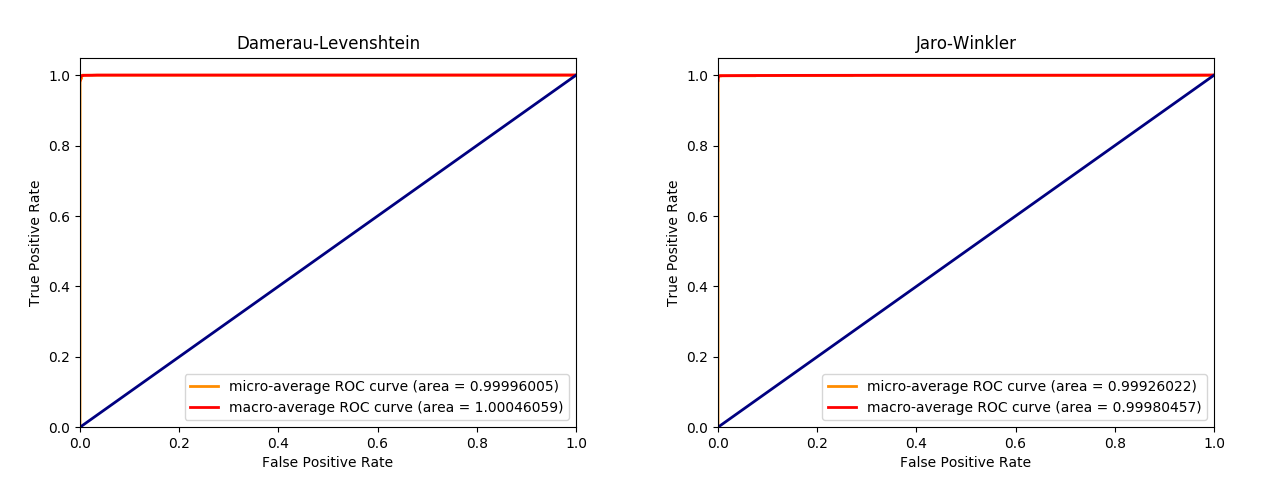 Damerau-Levenshtein
True Positive Rate
1.0
0.8
0.6
0.4
0.2
0.0
micro-average ROC curve (area = 0.99996005)
macro-average ROC curve (area = 1.00046059)
0.0 0.2 0.4 0.6 0.8 1.0
False Positive Rate
Jaro-Winkler
True Positive Rate
1.0
0.8
0.6
0.4
0.2
0.0
micro-average ROC curve (area = 0.99926022)
macro-average ROC curve (area = 0.99980457)
0.0 0.2 0.4 0.6 0.8 1.0
False Positive Rate